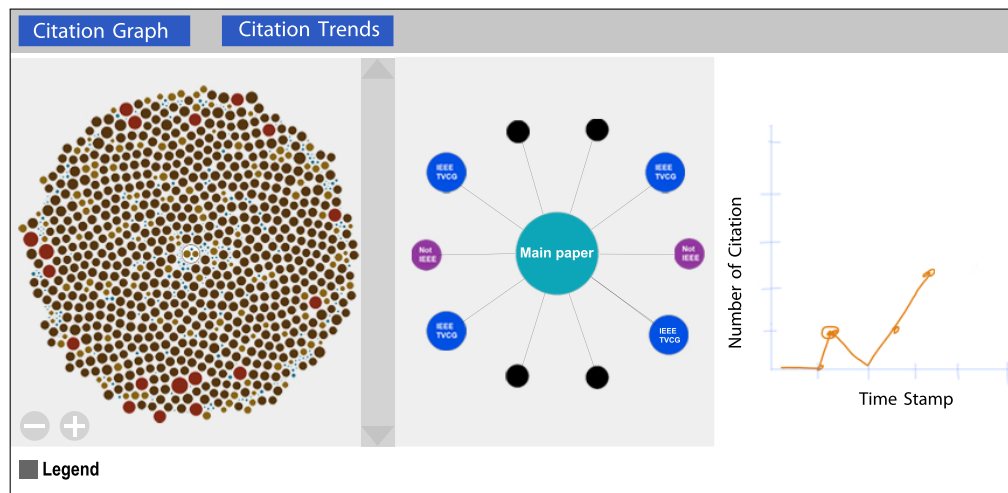 Citation Graph
Citation Trends
IEEE
TVCG
IEEE
TVCG
Main paper
Not
IEEE
Not
IEEE
IEEE
TVCG
IEEE
TVCG
Number of Citation
Time Stamp
Legend